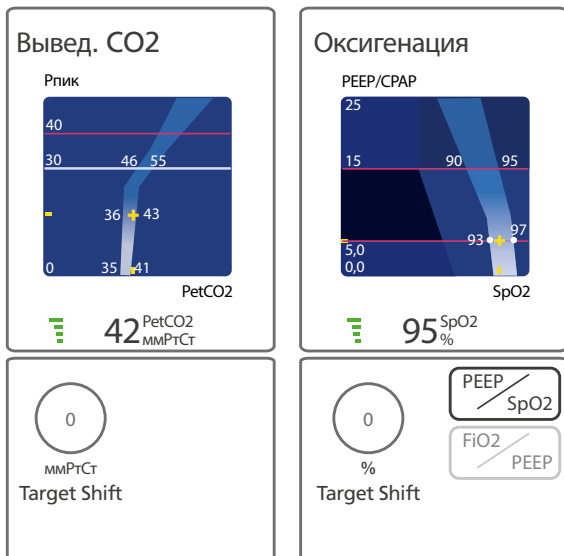 Вывед. CO2
Pпик
40
30
46 55
36 43
0
35 41
PetCO2
42 PetCO2
ммРтСт
0
ммРтСт
Target Shift
Оксигенация
PEEP/CPAP
25
15
90 95
93 97
5,0
0,0
SpO2
95 SpO2
%
0
%
Target Shift
PEEP
SpO2
FiO2
PEEP